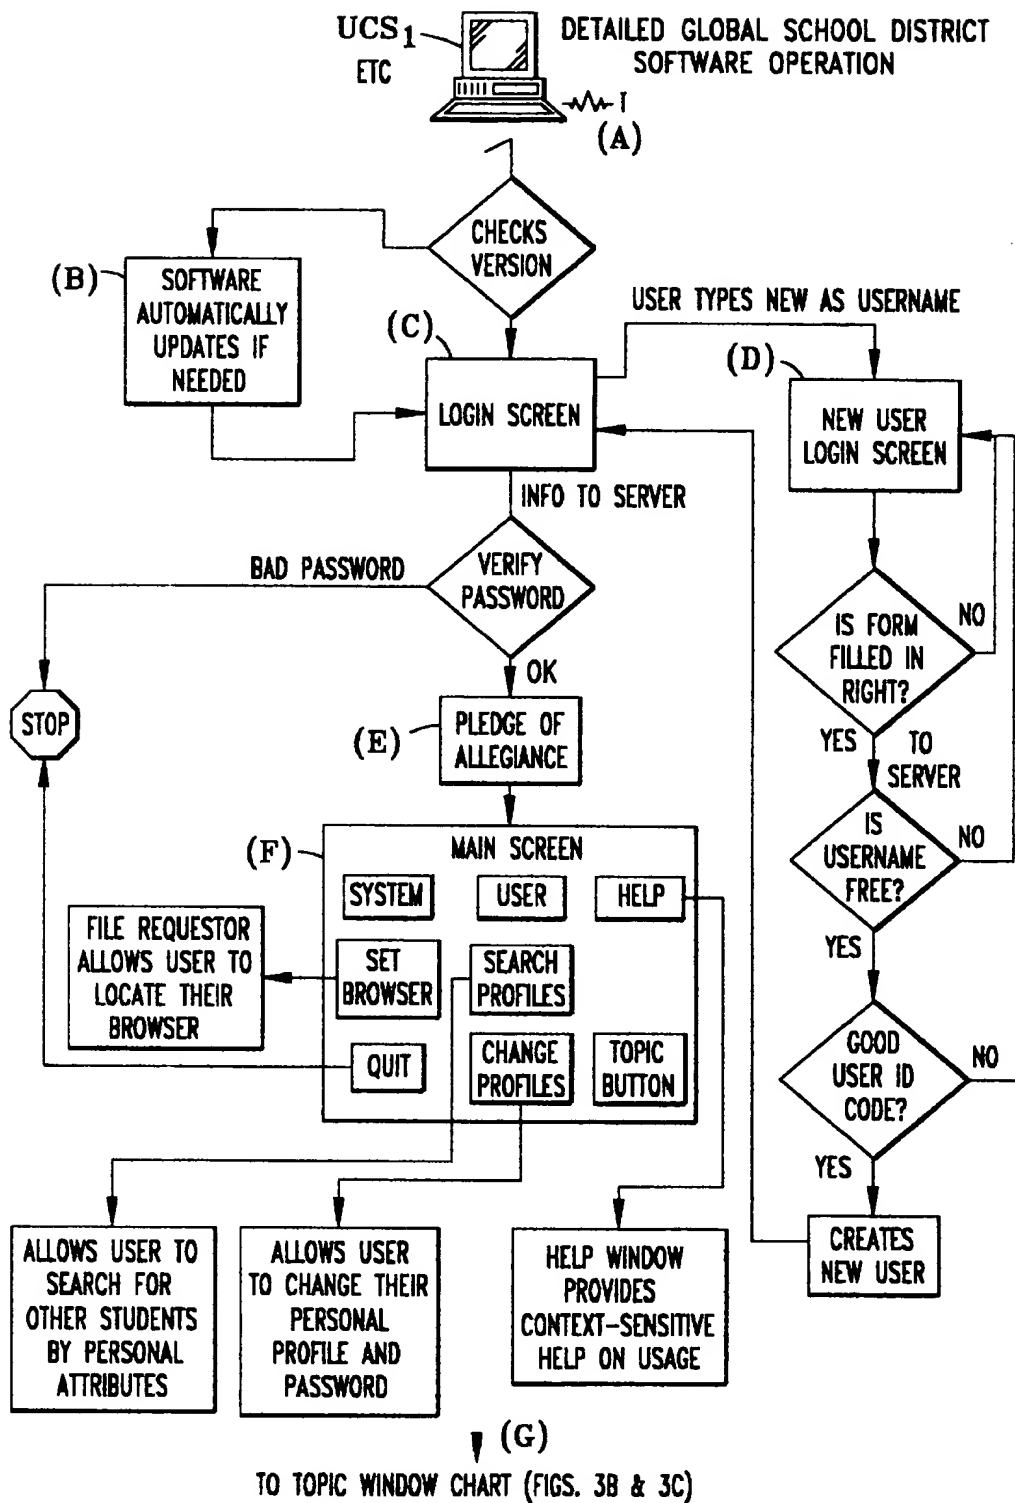 UCS1
ETC
DETAILED GLOBAL SCHOOL DISTRICT
SOFTWARE OPERATION
I
(A)
CHECKS
VERSION
(B)
SOFTWARE
AUTOMATICALLY
UPDATES IF
NEEDED
(C)
LOGIN SCREEN
USER TYPES NEW AS USERNAME
(D)
NEW USER
LOGIN SCREEN
INFO TO SERVER
BAD PASSWORD
VERIFY
PASSWORD
OK
IS FORM
FILLED IN
RIGHT?
NO
YES
TO
SERVER
STOP
(E)
PLEDGE OF
ALLEGIANCE
IS
USERNAME
FREE?
NO
YES
(F)
MAIN SCREEN
SYSTEM
USER
HELP
SET
BROWSER
SEARCH
PROFILES
QUIT
CHANGE
PROFILES
TOPIC
BUTTON
FILE REQUESTOR
ALLOWS USER TO
LOCATE THEIR
BROWSER
GOOD
USER ID
CODE?
NO
YES
CREATES
NEW USER
ALLOWS USER TO
SEARCH FOR
OTHER STUDENTS
BY PERSONAL
ATTRIBUTES
ALLOWS USER
TO CHANGE THEIR
PERSONAL
PROFILE AND
PASSWORD
HELP WINDOW
PROVIDES
CONTEXT-SENSITIVE
HELP ON USAGE
(G)
TO TOPIC WINDOW CHART (FIGS. 3B & 3C)